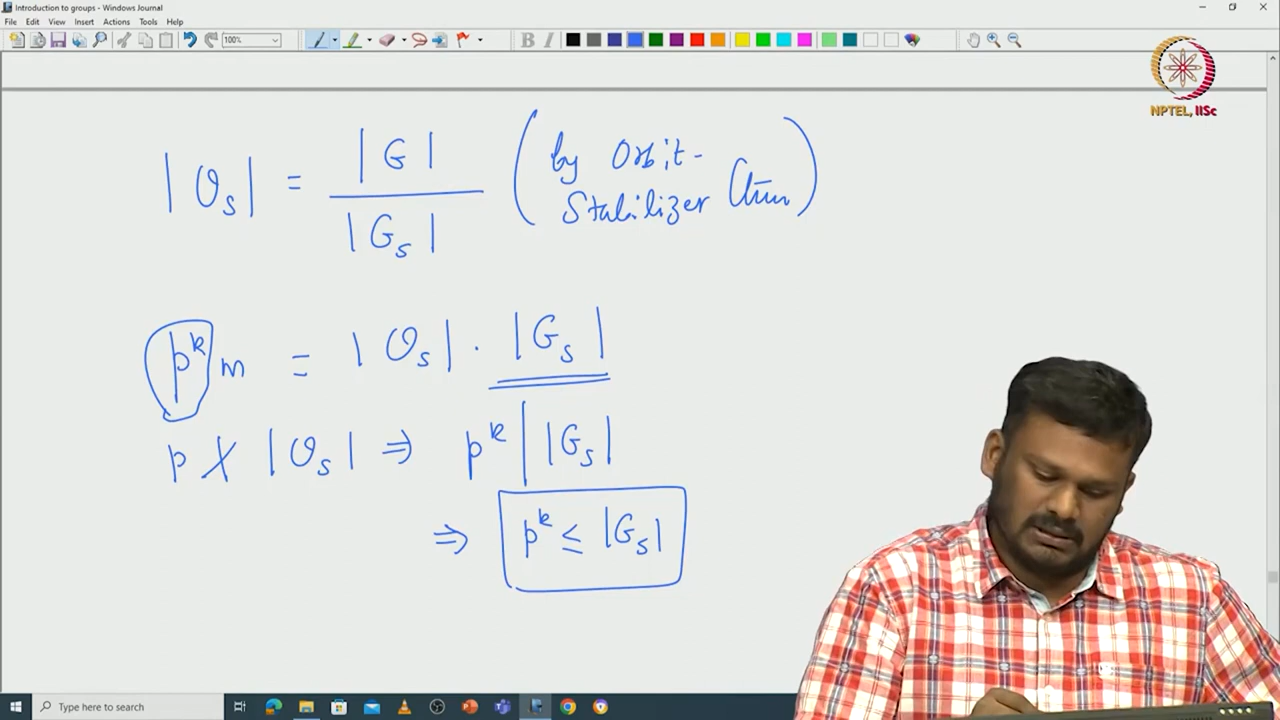 Introduction to groups - Windows Journal
File Edit View Insert Actions Tools Help
100%
B I
NPTEL, IISc
|O_s| = |G| / |G_s| (by Orbit-
Stabilizer Thm)
p^k m = |O_s| · |G_s|
p ∤ |O_s| ⇒ p^k | |G_s|
⇒ p^k ≤ |G_s|
Type here to search